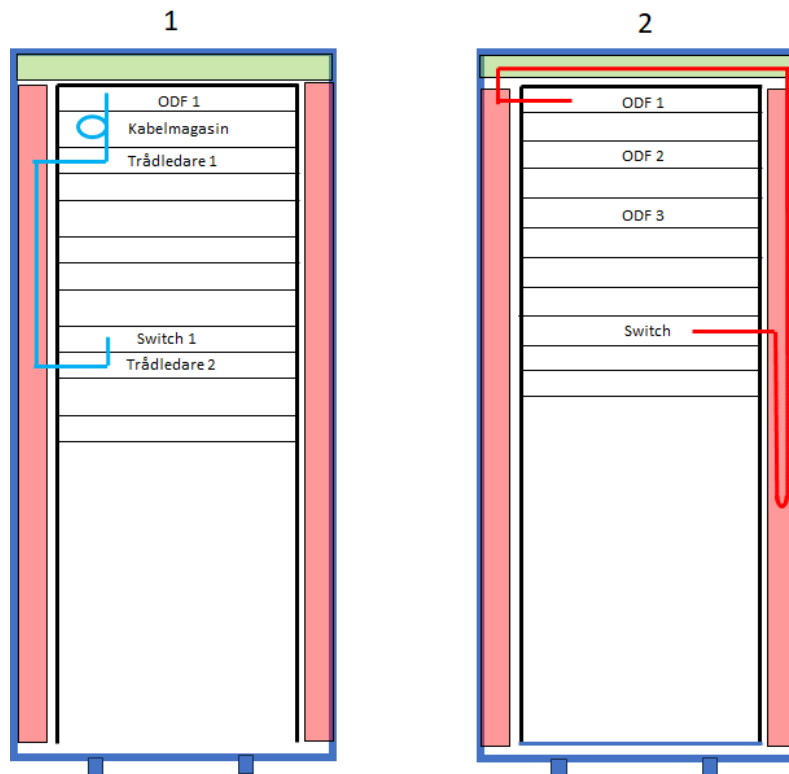 1
ODF 1
Kabelmagasin
Trådledare 1
Switch 1
Trådledare 2
2
ODF 1
ODF 2
ODF 3
Switch